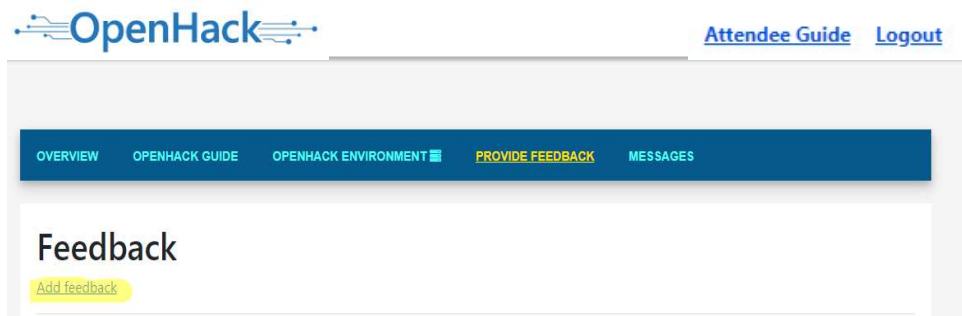 OpenHack
Attendee Guide Logout
OVERVIEW OPENHACK GUIDE OPENHACK ENVIRONMENT PROVIDE FEEDBACK MESSAGES
Feedback
Add feedback